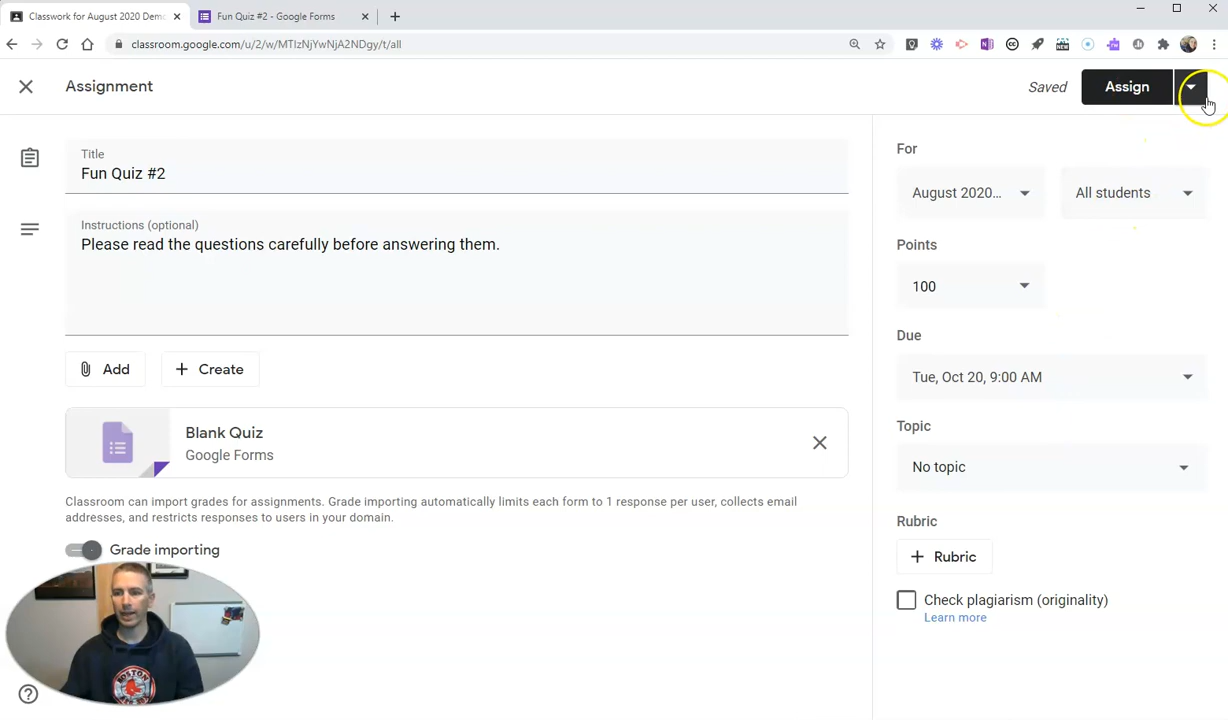 Classwork for August 2020 Demo
Fun Quiz #2 - Google Forms
classroom.google.com/u/2/w/MTIzNjYwNjA2NDgy/t/all
Assignment
Saved
Assign
Title
Fun Quiz #2
Instructions (optional)
Please read the questions carefully before answering them.
Add
Create
Blank Quiz
Google Forms
Classroom can import grades for assignments. Grade importing automatically limits each form to 1 response per user, collects email
addresses, and restricts responses to users in your domain.
Grade importing
For
August 2020...
All students
Points
100
Due
Tue, Oct 20, 9:00 AM
Topic
No topic
Rubric
Rubric
Check plagiarism (originality)
Learn more
BOSTON